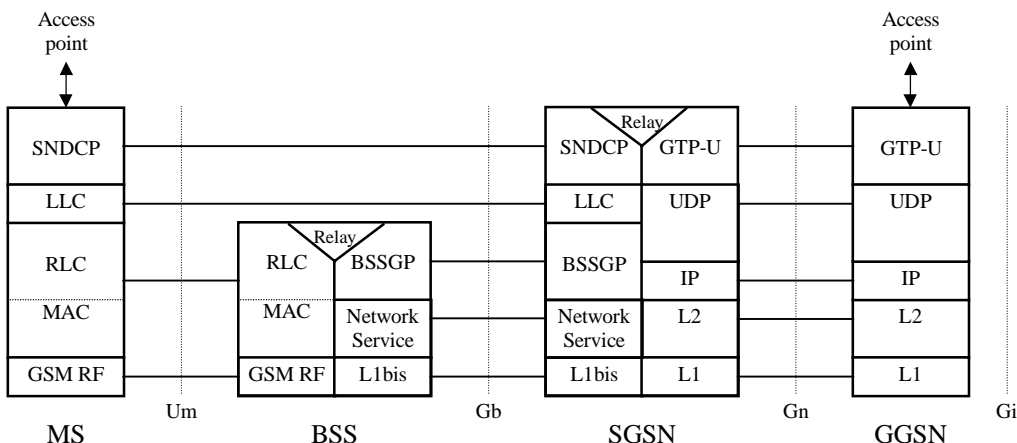 Access
point
Access
point
SNDCP
LLC
RLC
MAC
GSM RF
Relay
RLC
BSSGP
MAC
Network
Service
GSM RF
L1bis
Relay
SNDCP
GTP-U
LLC
UDP
BSSGP
IP
Network
Service
L2
L1bis
L1
GTP-U
UDP
IP
L2
L1
Um
Gb
Gn
Gi
MS
BSS
SGSN
GGSN